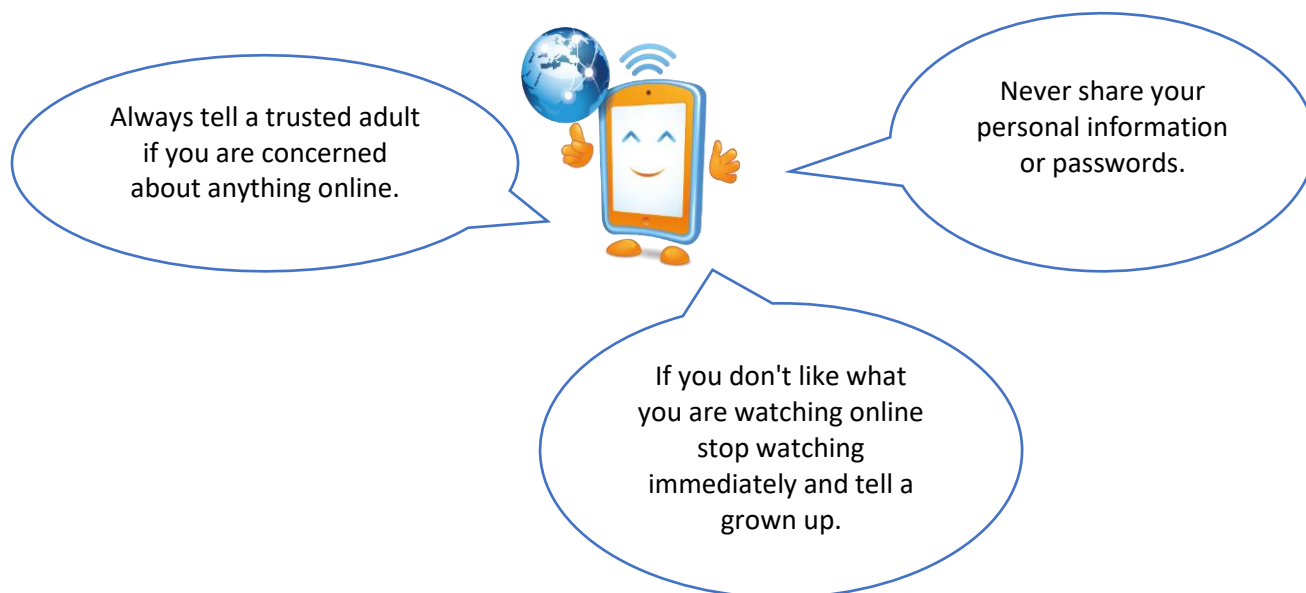 Always tell a trusted adult
if you are concerned
about anything online.
Never share your
personal information
or passwords.
If you don't like what
you are watching online
stop watching
immediately and tell a
grown up.